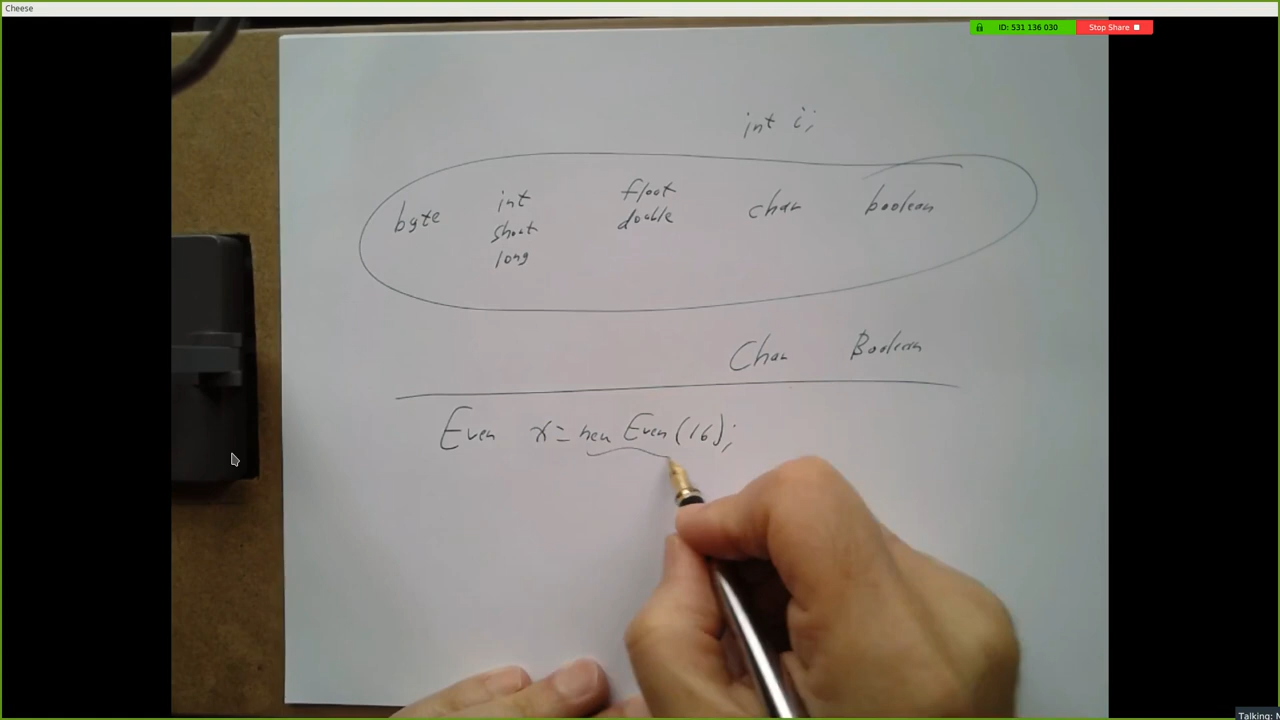 Cheese
ID: 531 136 030 Stop Share
int i;
byte int float char boolean
short double
long
Char Boolean
Even x = new Even(16);
Talking: